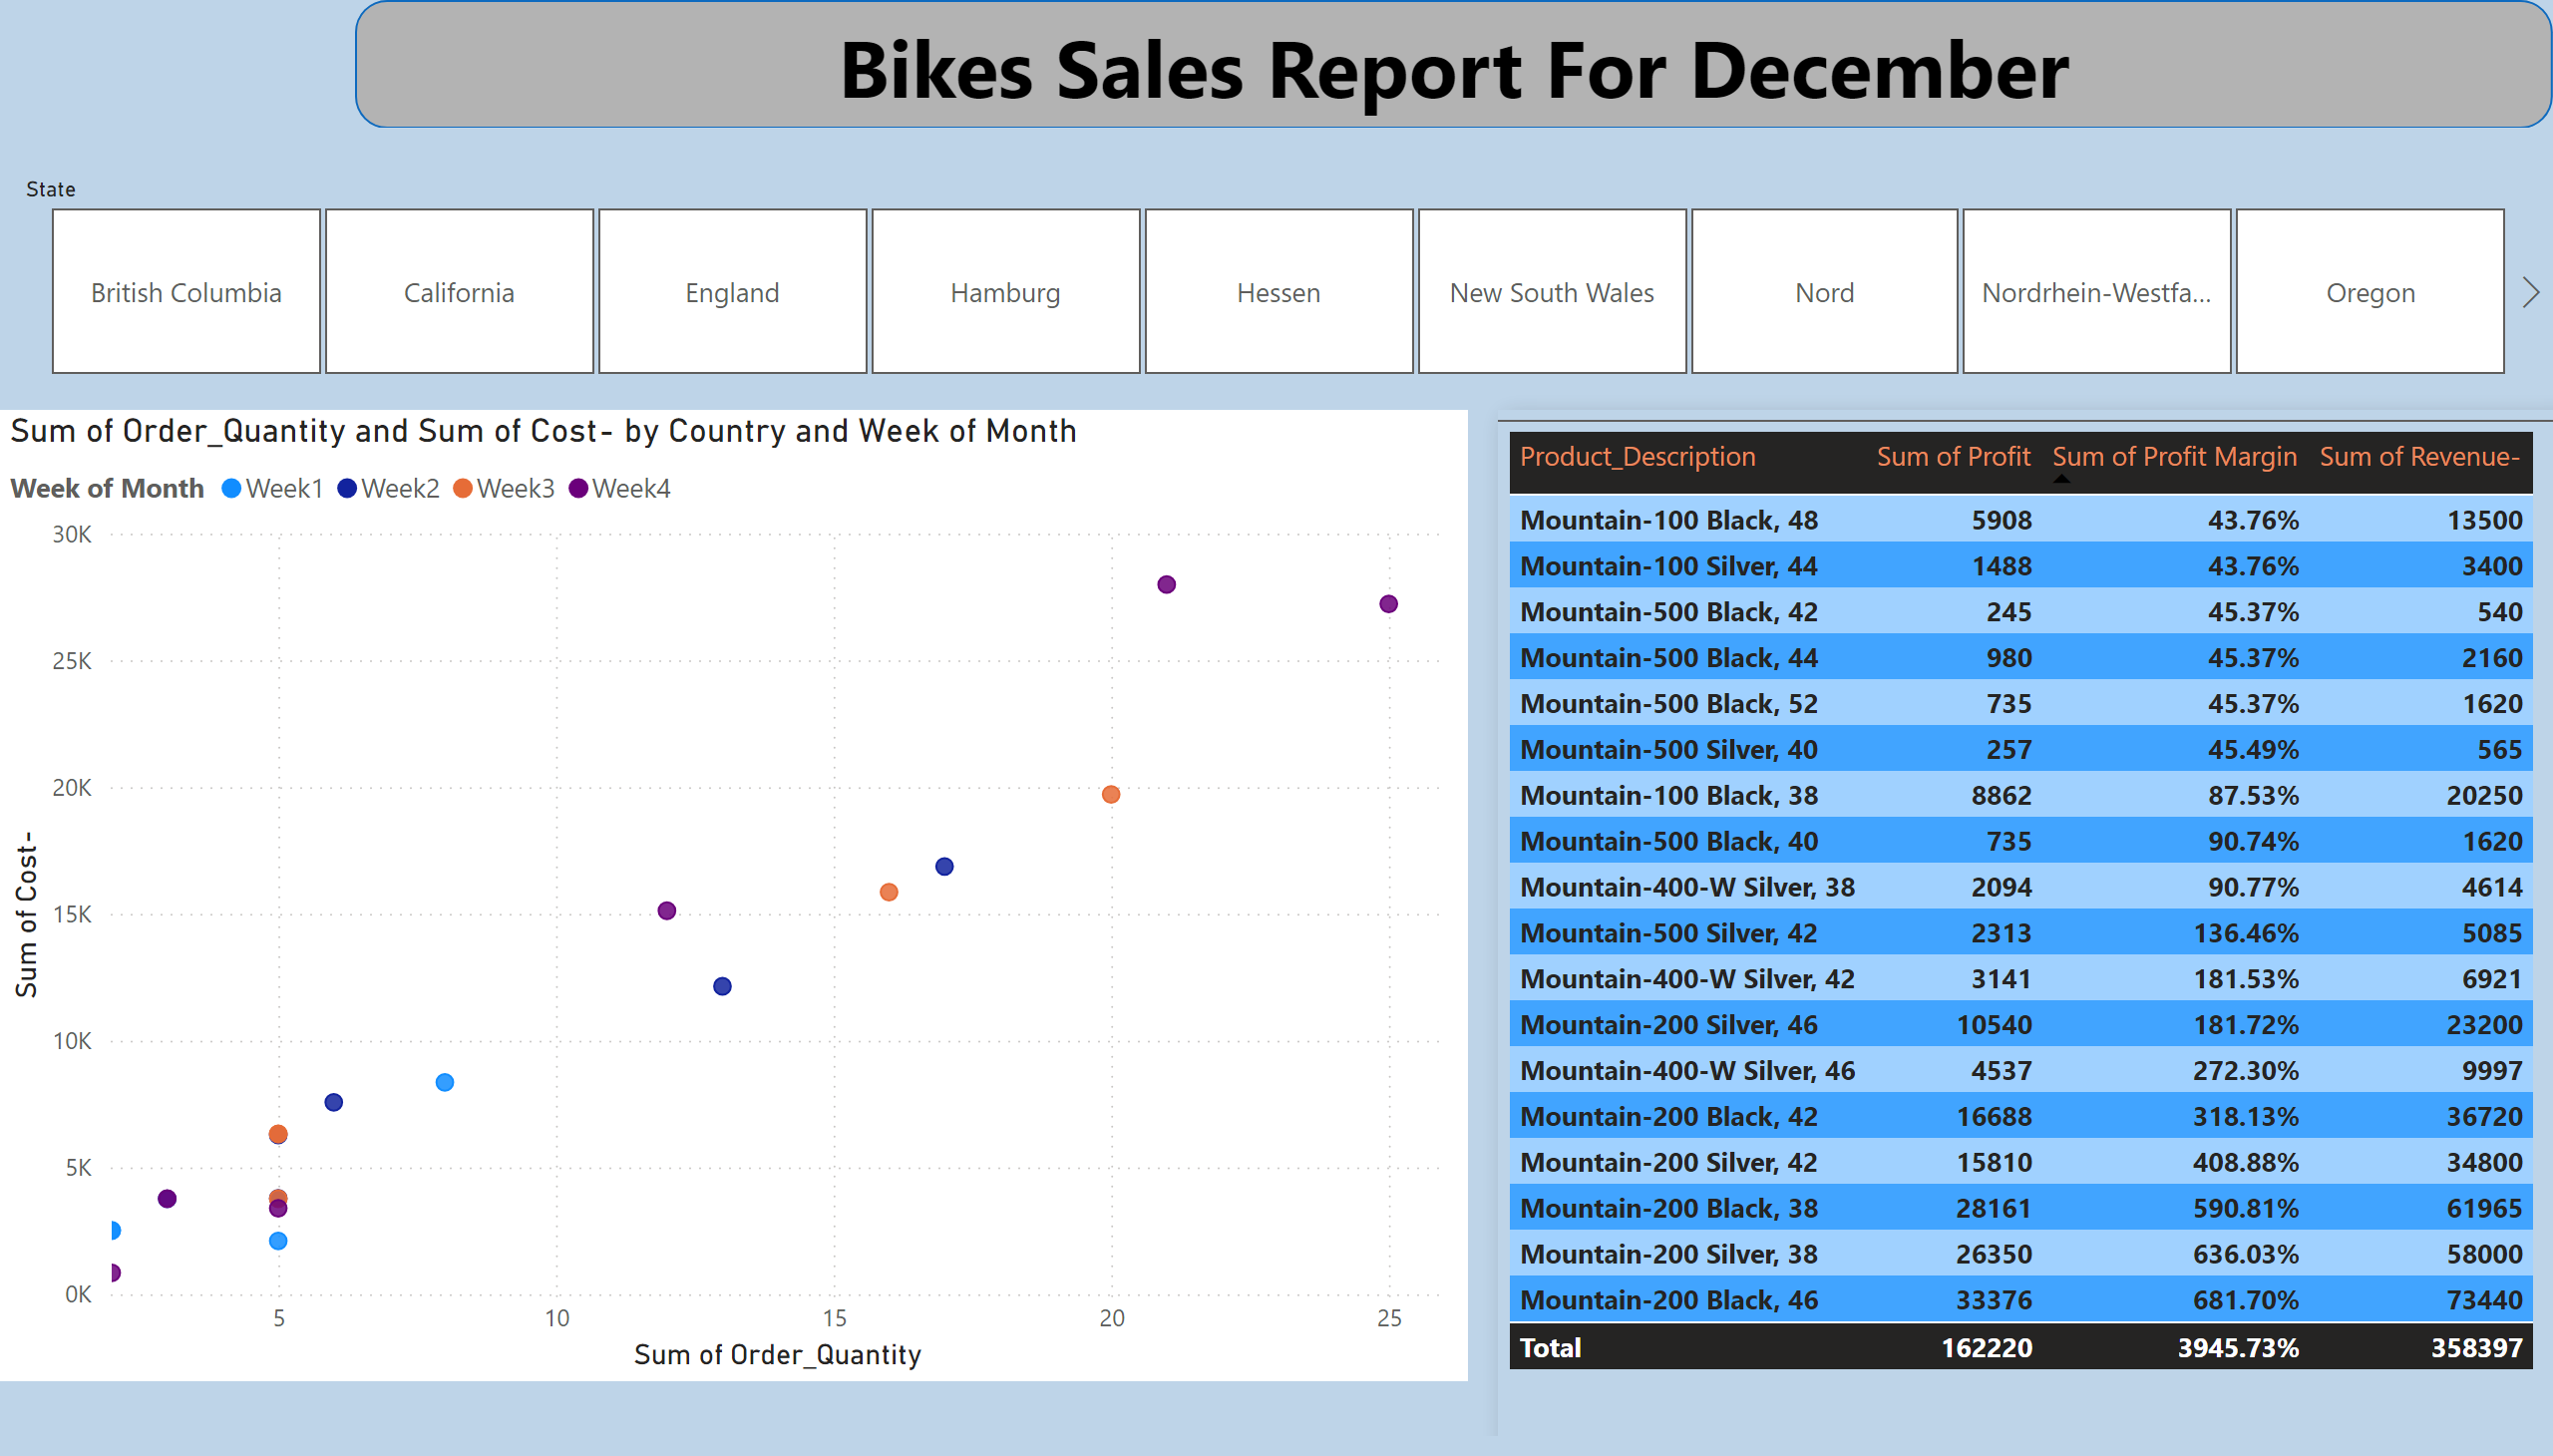 Bikes Sales Report For December
State
British Columbia California England Hamburg Hessen New South Wales Nord Nordrhein-Westfa... Oregon
Sum of Order_Quantity and Sum of Cost- by Country and Week of Month
Week of Month Week1 Week2 Week3 Week4
30K
25K
20K
15K
10K
5K
0K
Sum of Cost-
5 10 15 20 25
Sum of Order_Quantity
Product_Description Sum of Profit Sum of Profit Margin Sum of Revenue-
Mountain-100 Black, 48 5908 43.76% 13500
Mountain-100 Silver, 44 1488 43.76% 3400
Mountain-500 Black, 42 245 45.37% 540
Mountain-500 Black, 44 980 45.37% 2160
Mountain-500 Black, 52 735 45.37% 1620
Mountain-500 Silver, 40 257 45.49% 565
Mountain-100 Black, 38 8862 87.53% 20250
Mountain-500 Black, 40 735 90.74% 1620
Mountain-400-W Silver, 38 2094 90.77% 4614
Mountain-500 Silver, 42 2313 136.46% 5085
Mountain-400-W Silver, 42 3141 181.53% 6921
Mountain-200 Silver, 46 10540 181.72% 23200
Mountain-400-W Silver, 46 4537 272.30% 9997
Mountain-200 Black, 42 16688 318.13% 36720
Mountain-200 Silver, 42 15810 408.88% 34800
Mountain-200 Black, 38 28161 590.81% 61965
Mountain-200 Silver, 38 26350 636.03% 58000
Mountain-200 Black, 46 33376 681.70% 73440
Total 162220 3945.73% 358397